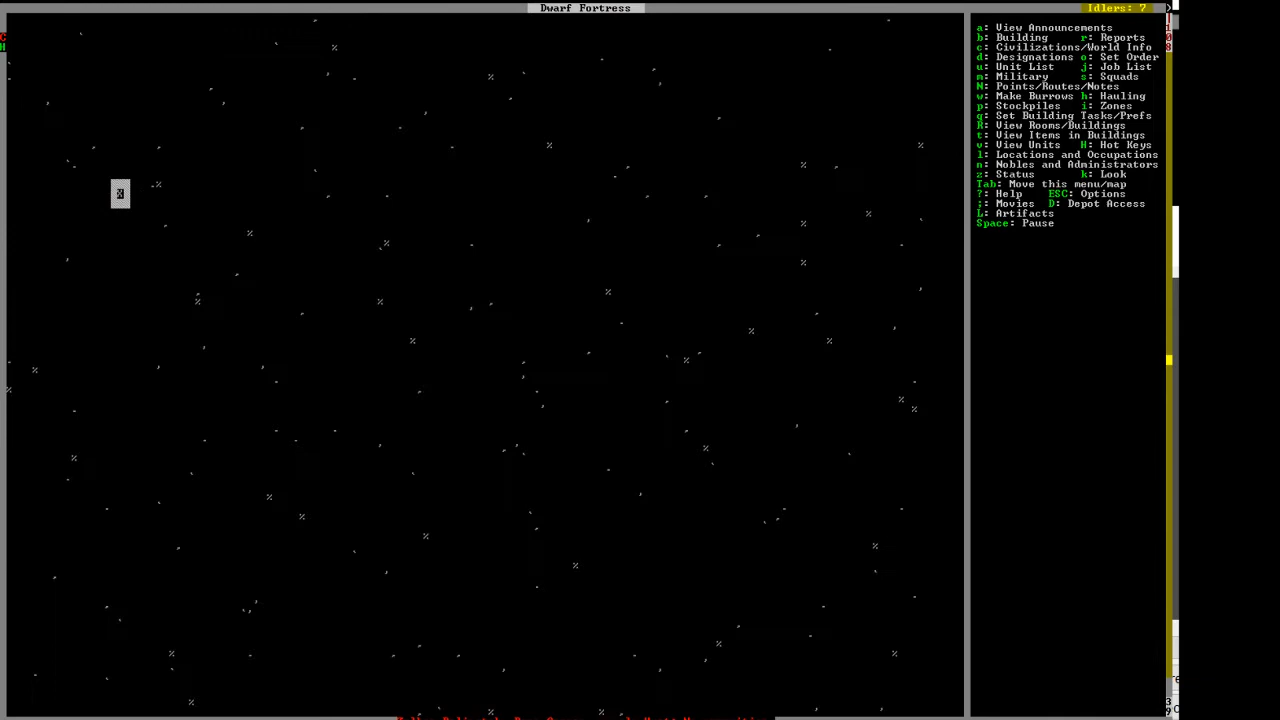 Dwarf Fortress
Idlers: 7
a: View Announcements
b: Building r: Reports
c: Civilizations/World Info
d: Designations o: Set Order
u: Unit List j: Job List
m: Military s: Squads
N: Points/Routes/Notes
w: Make Burrows h: Hauling
p: Stockpiles i: Zones
q: Set Building Tasks/Prefs
R: View Rooms/Buildings
t: View Items in Buildings
v: View Units H: Hot Keys
l: Locations and Occupations
n: Nobles and Administrators
z: Status k: Look
Tab: Move this menu/map
?: Help ESC: Options
;: Movies D: Depot Access
L: Artifacts
Space: Pause